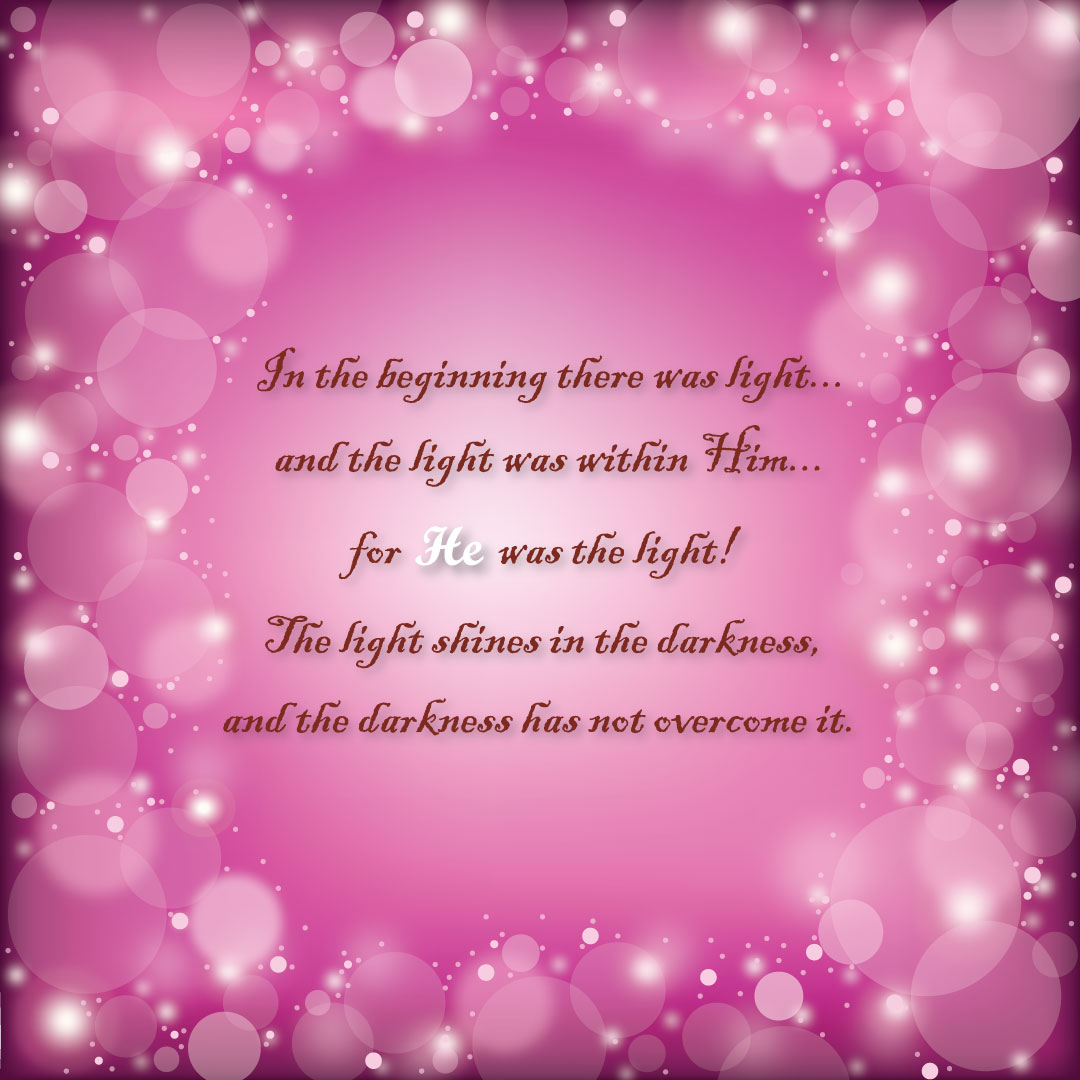 In the beginning there was light...
and the light was within Him...
for He was the light!
The light shines in the darkness,
and the darkness has not overcome it.